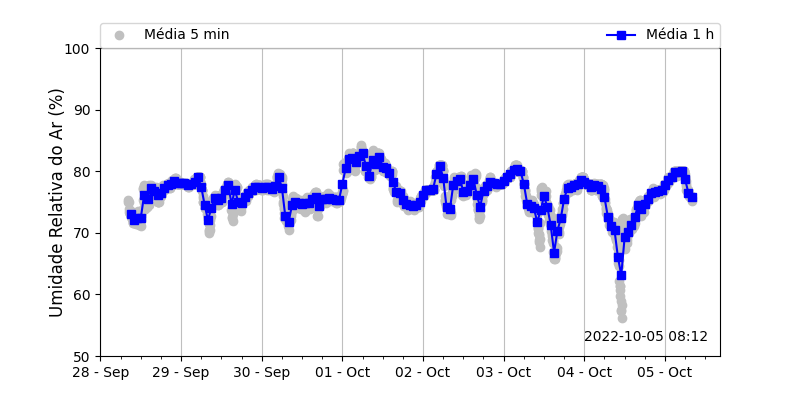 Média 5 min
Média 1 h
Umidade Relativa do Ar (%)
100
90
80
70
60
50
2022-10-05 08:12
28 - Sep
29 - Sep
30 - Sep
01 - Oct
02 - Oct
03 - Oct
04 - Oct
05 - Oct